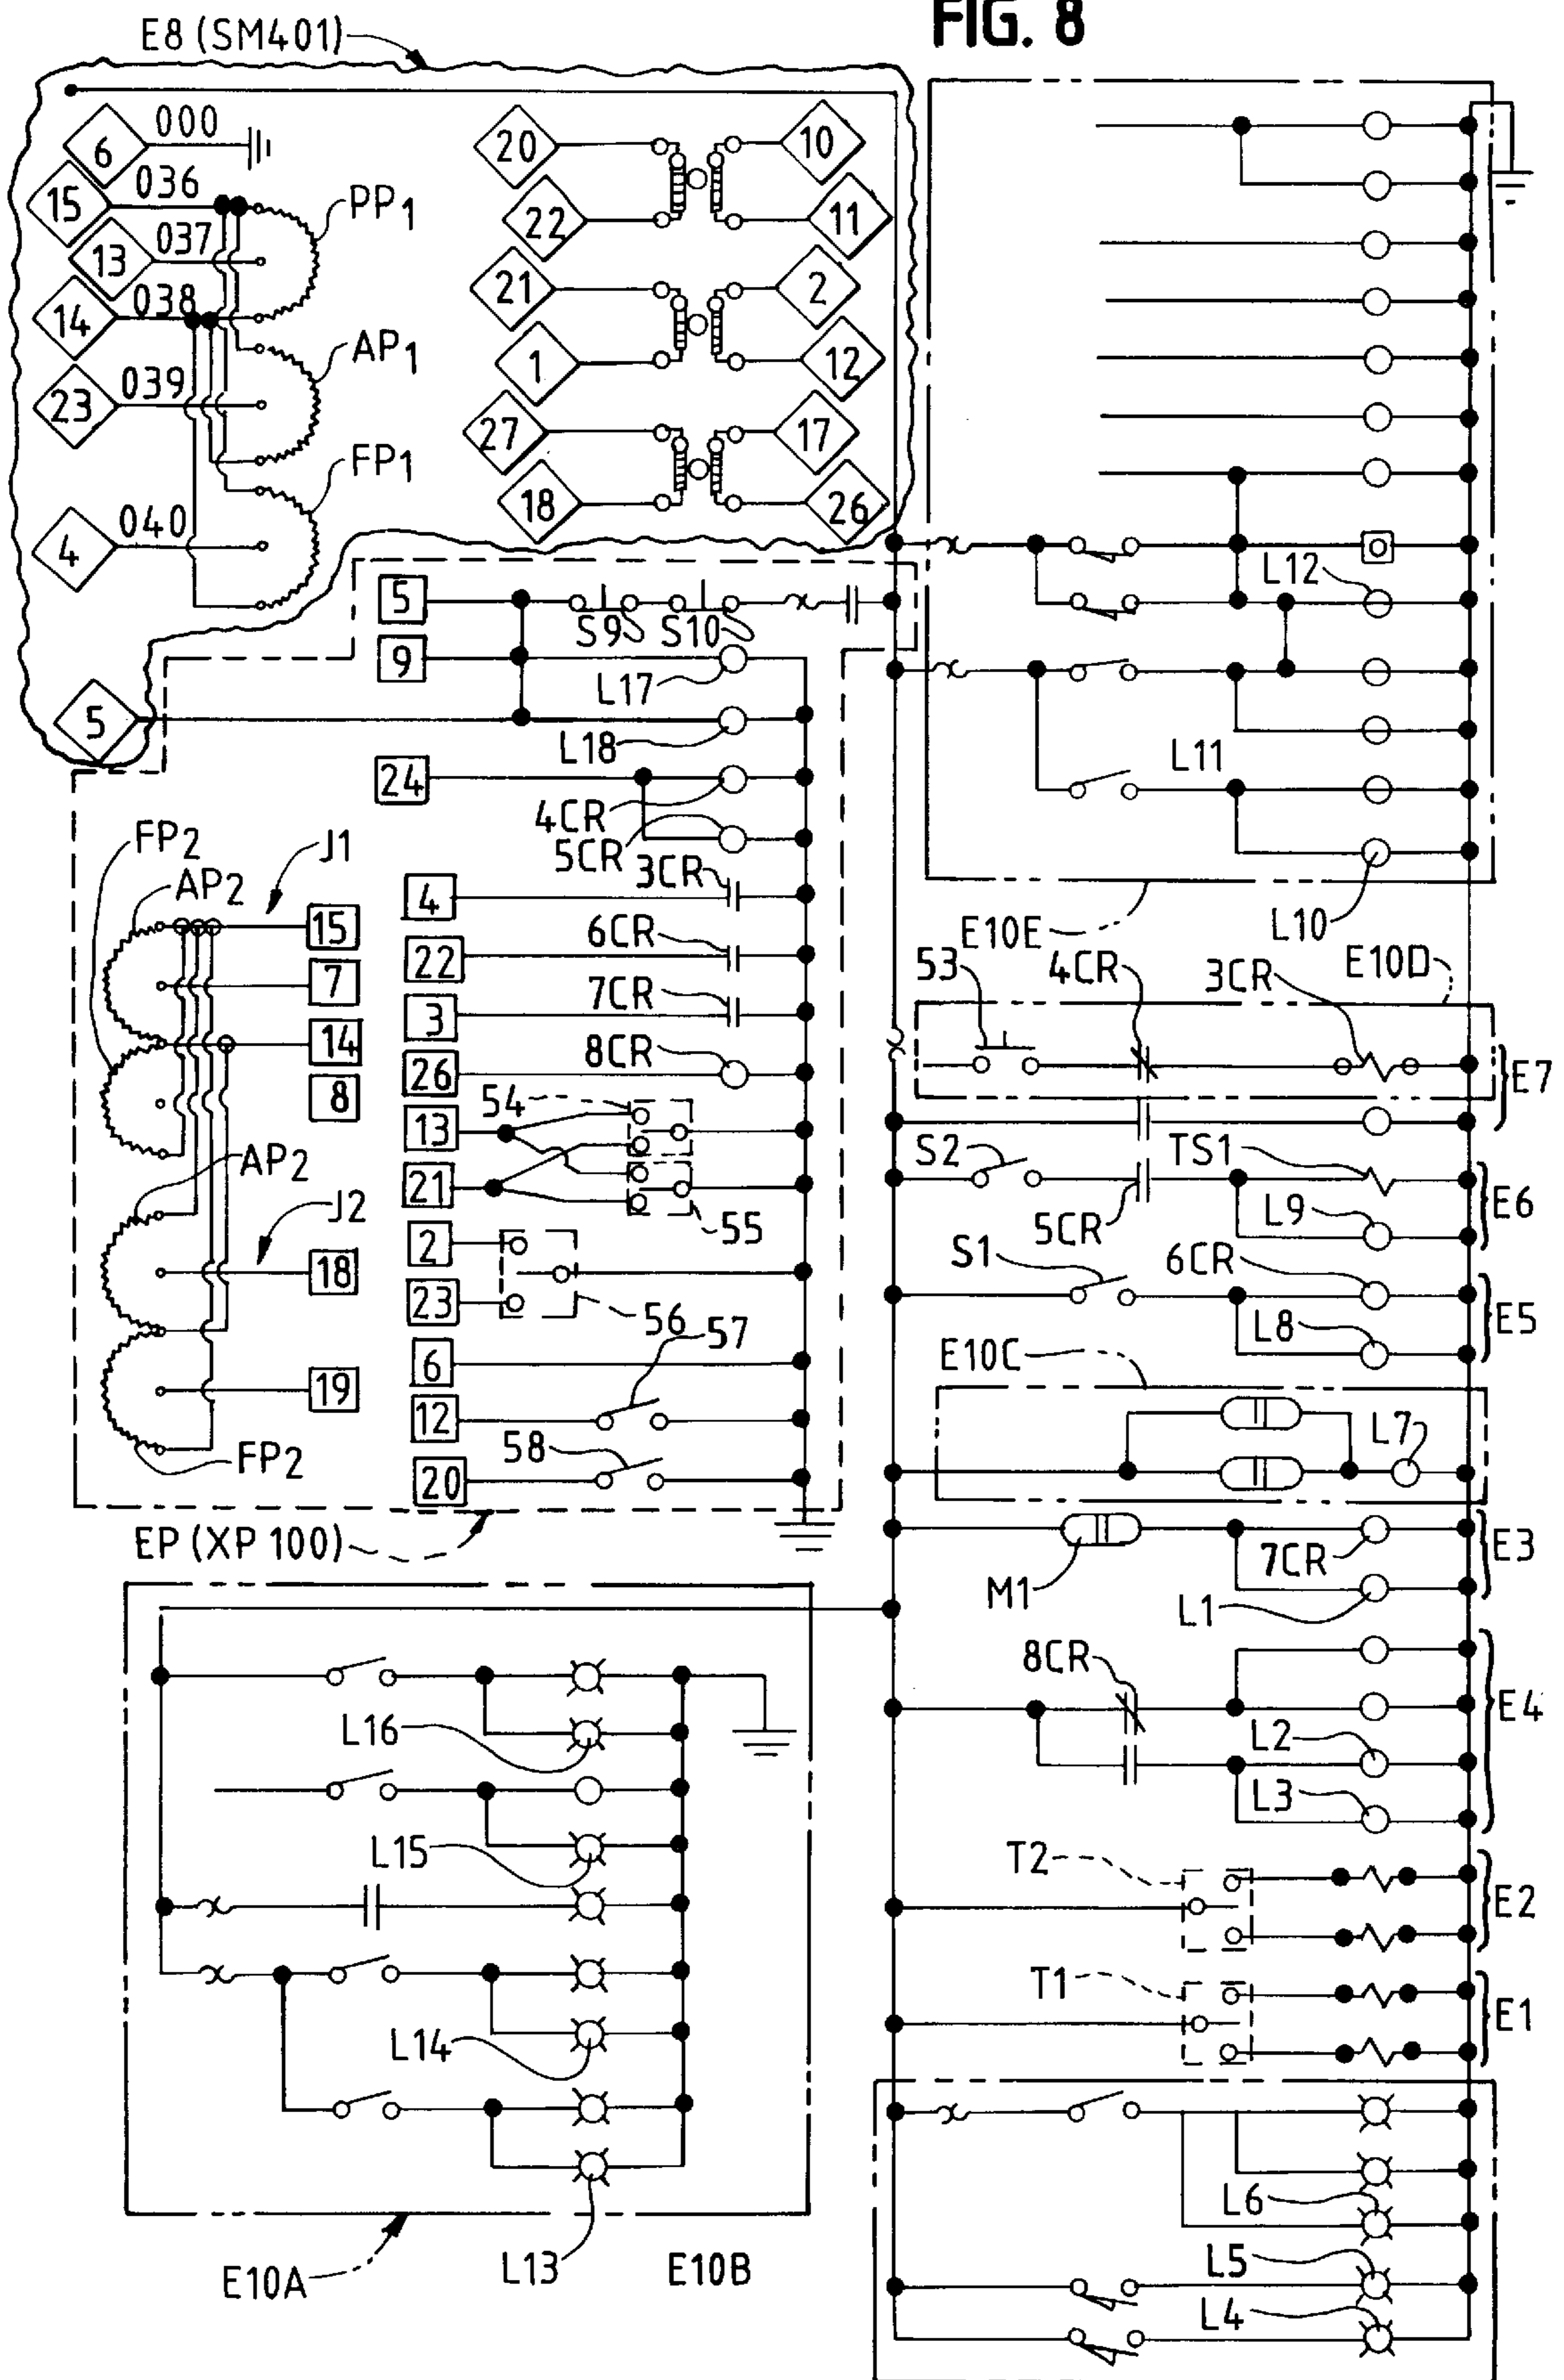 FIG. 8
E8 (SM401)
6 000
20 10
15 036 PP1
22 11
13 037
21 2
14 038
AP1
1 12
23 039
27 17
FP1
18 26
4 040
L12
5 S9 S10
9
L17
5
L18
L11
24
4CR
5CR
FP2
AP2
J1
3CR
4
15
L10
E10E
6CR
22
7
53
4CR
3CR
E10D
7CR
3
14
8CR
26
8
E7
54
13
S2
TS1
AP2
21
55
5CR
L9
E6
J2
2
S1
6CR
18
23
56
57
L8
E5
6
E10C
19
12
58
L7
FP2
20
EP (XP 100)
M1
7CR
E3
L1
8CR
L16
L2
E4
L3
L15
T2
E2
T1
E1
L14
L6
E10A
L13
E10B
L5
L4